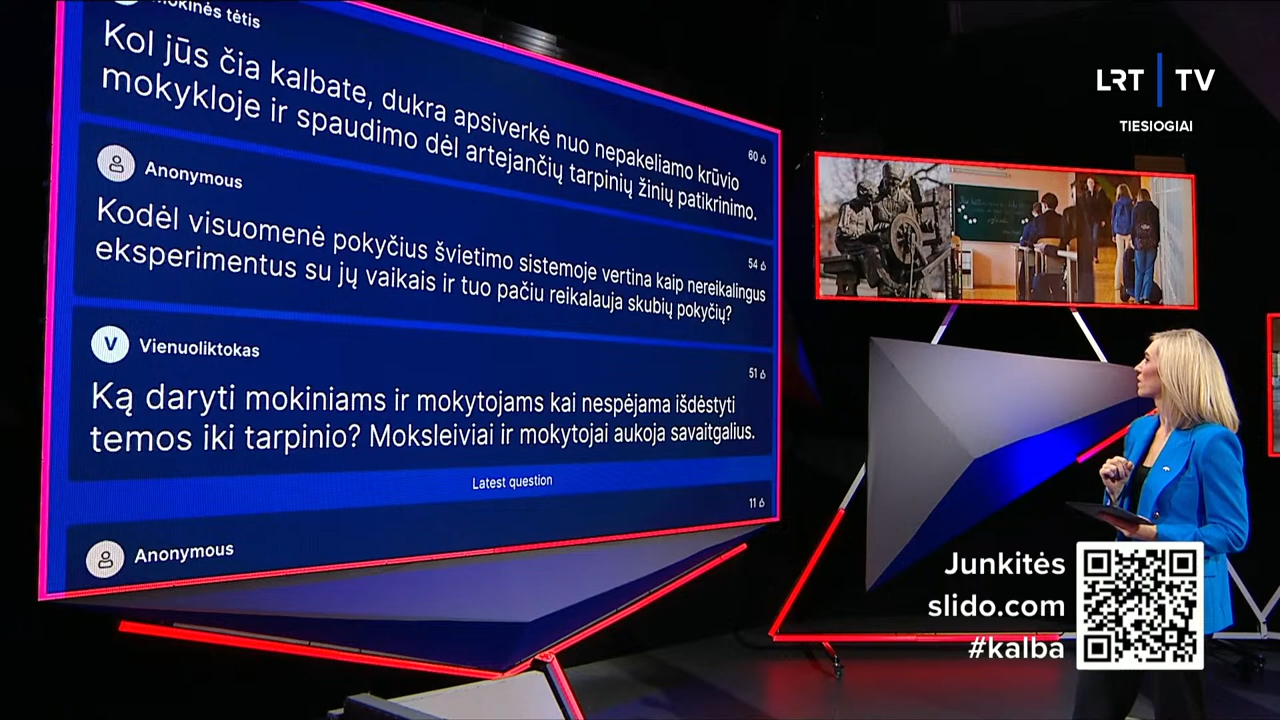 tėtis
Kol jūs čia kalbate, dukra apsiverkė nuo nepakeliamo krūvio
mokykloje ir spaudimo dėl artejančių tarpinių žinių patikrinimo.
60
Anonymous
Kodėl visuomenė pokyčius švietimo sistemoje vertina kaip nereikalingus
eksperimentus su jų vaikais ir tuo pačiu reikalauja skubių pokyčių?
54
V
Vienuoliktokas
Ką daryti mokiniams ir mokytojams kai nespėjama išdėstyti
temos iki tarpinio? Moksleiviai ir mokytojai aukoja savaitgalius.
51
Latest question
Anonymous
11
LRT | TV
TIESIOGIAI
Junkitės
slido.com
#kalba